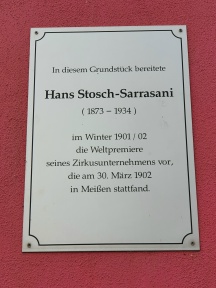 In diesem Grundstück bereitete
Hans Stosch-Sarrasani
( 1873 – 1934 )
im Winter 1901 / 02
die Weltpremiere
seines Zirkusunternehmens vor,
die am 30. März 1902
in Meißen stattfand.